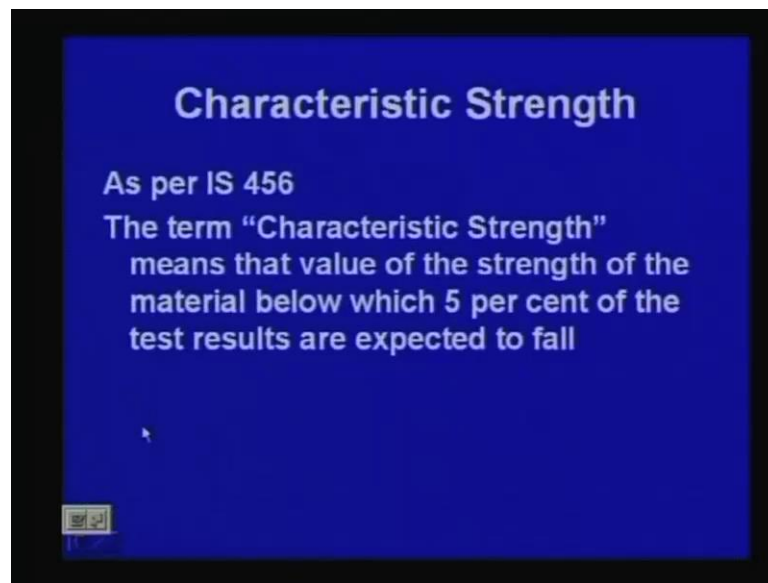 Characteristic Strength
As per IS 456
The term “Characteristic Strength”
means that value of the strength of the
material below which 5 per cent of the
test results are expected to fall